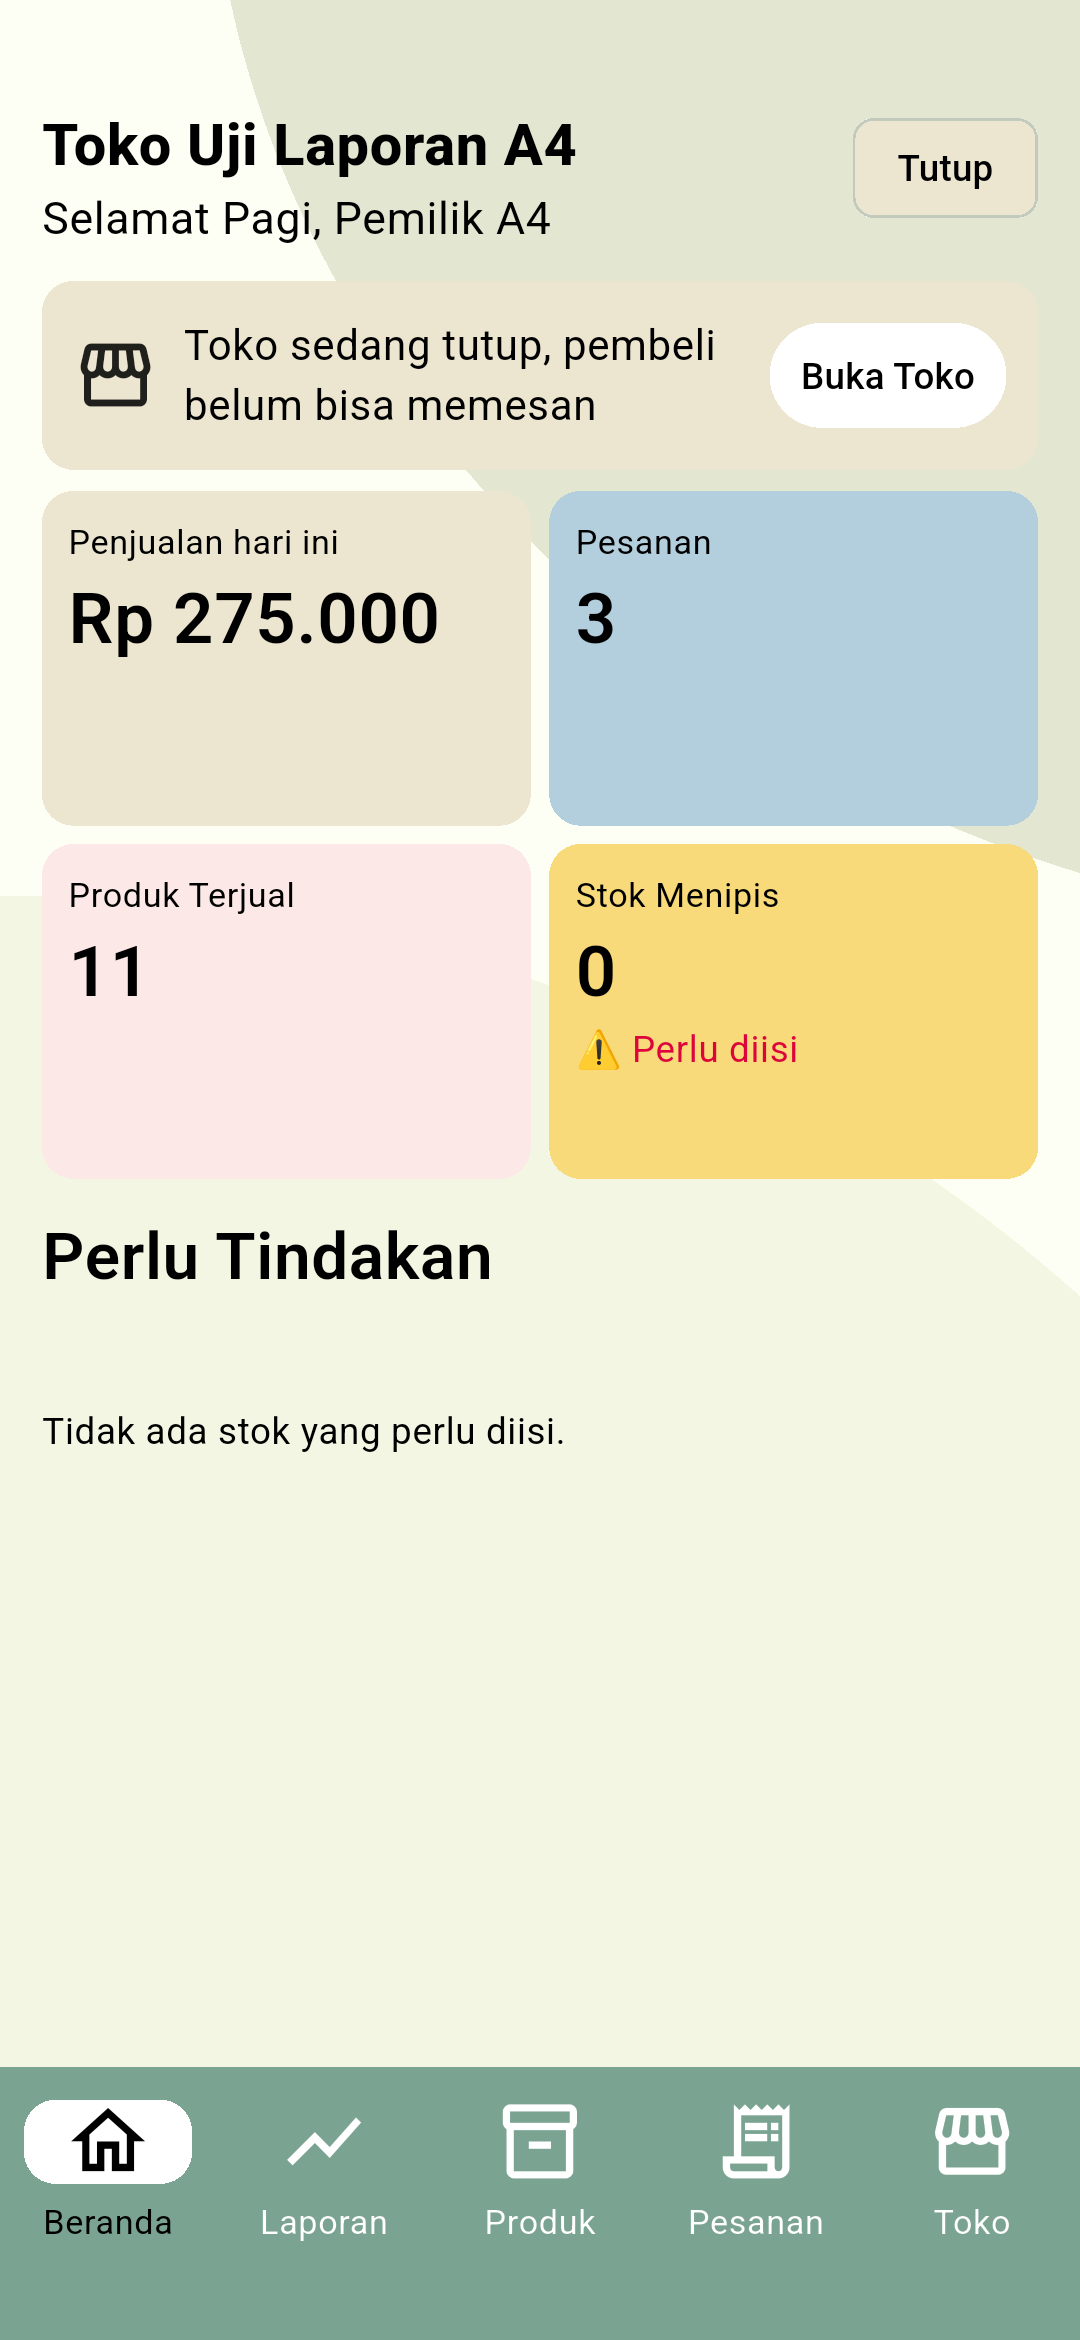 Toko Uji Laporan A4
Selamat Pagi, Pemilik A4
Tutup
Toko sedang tutup, pembeli
belum bisa memesan
Buka Toko
Penjualan hari ini
Rp 275.000
Pesanan
3
Produk Terjual
11
Stok Menipis
0
⚠️ Perlu diisi
Perlu Tindakan
Tidak ada stok yang perlu diisi.
Beranda
Laporan
Produk
Pesanan
Toko